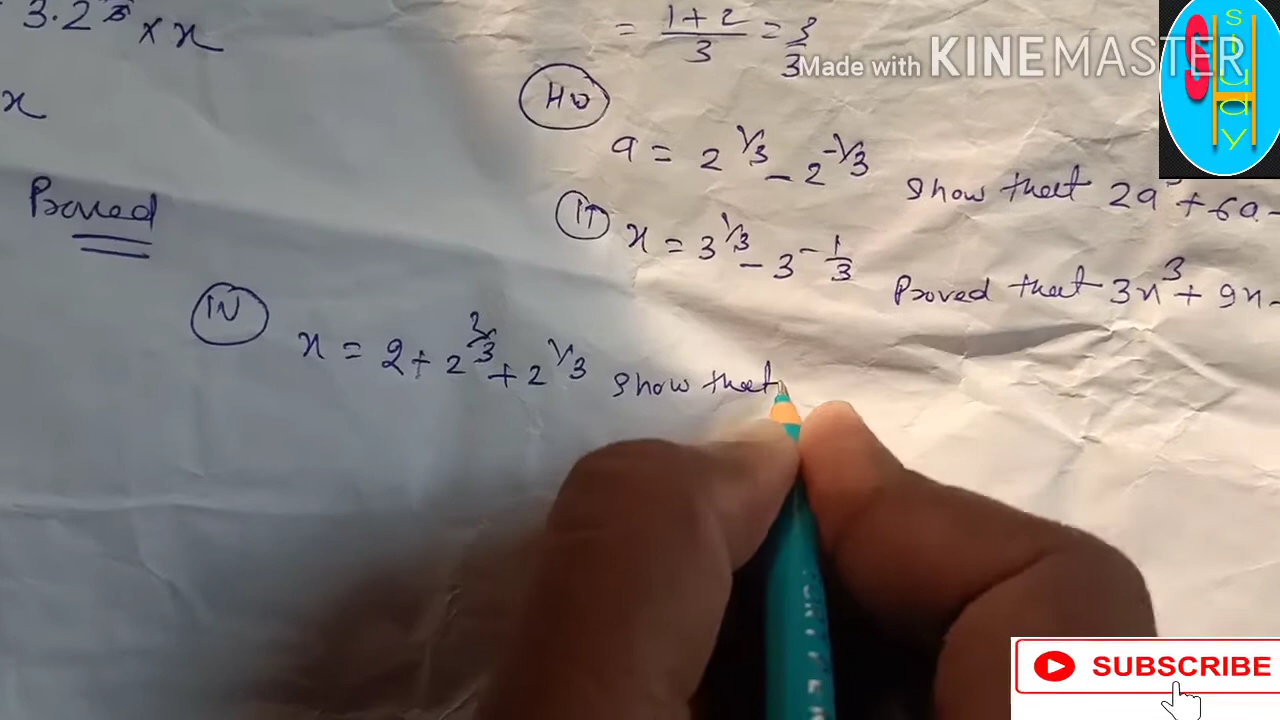 3.2 × x
= 1+2/3 = 3/3
Made with KINEMASTER
S Study
x
HW
a = 2^1/3 - 2^-1/3 show that 2a³ + 6a -
Proved
II x = 3^1/3 - 3^-1/3 Proved that 3x³ + 9x -
IV x = 2 + 2^2/3 + 2^1/3 show that
SUBSCRIBE